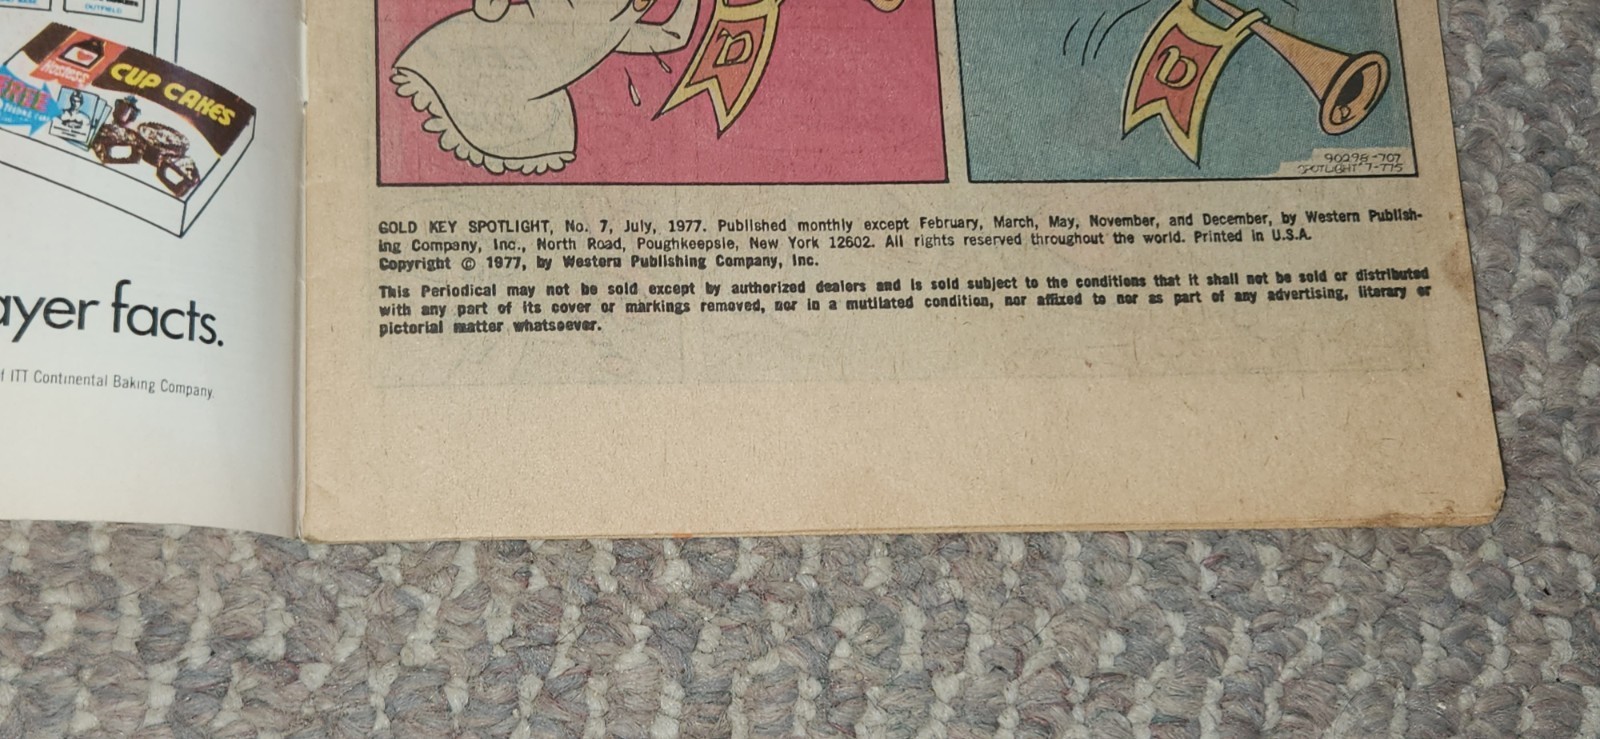 OUTFIELD
Hostess
CUP CAKES
FREE
ayer facts.
f ITT Continental Baking Company.
D
D
90298-707
SPOTLIGHT #7-775
GOLD KEY SPOTLIGHT, No. 7, July, 1977. Published monthly except February, March, May, November, and December, by Western Publish-
ing Company, Inc., North Road, Poughkeepsie, New York 12602. All rights reserved throughout the world. Printed in U.S.A.
Copyright © 1977, by Western Publishing Company, Inc.
This Periodical may not be sold except by authorized dealers and is sold subject to the conditions that it shall not be sold or distributed
with any part of its cover or markings removed, nor in a mutilated condition, nor affixed to nor as part of any advertising, literary or
pictorial matter whatsoever.